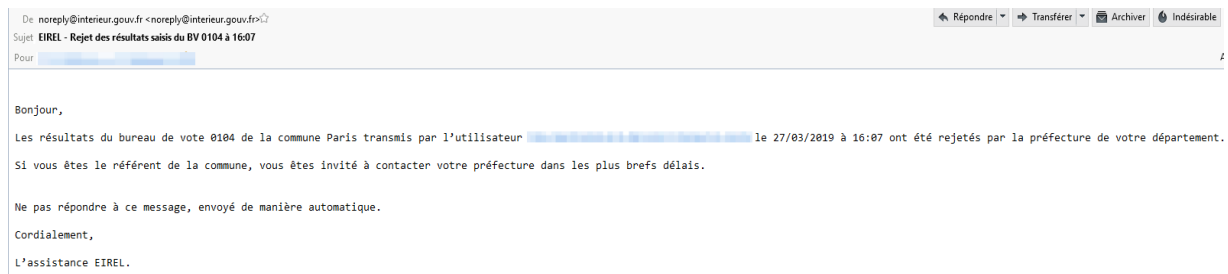 De noreply@interieur.gouv.fr <noreply@interieur.gouv.fr>
Répondre Transférer Archiver Indésirable
Sujet EIREL - Rejet des résultats saisis du BV 0104 à 16:07
Pour
Bonjour,
Les résultats du bureau de vote 0104 de la commune Paris transmis par l’utilisateur le 27/03/2019 à 16:07 ont été rejetés par la préfecture de votre département.
Si vous êtes le référent de la commune, vous êtes invité à contacter votre préfecture dans les plus brefs délais.
Ne pas répondre à ce message, envoyé de manière automatique.
Cordialement,
L’assistance EIREL.